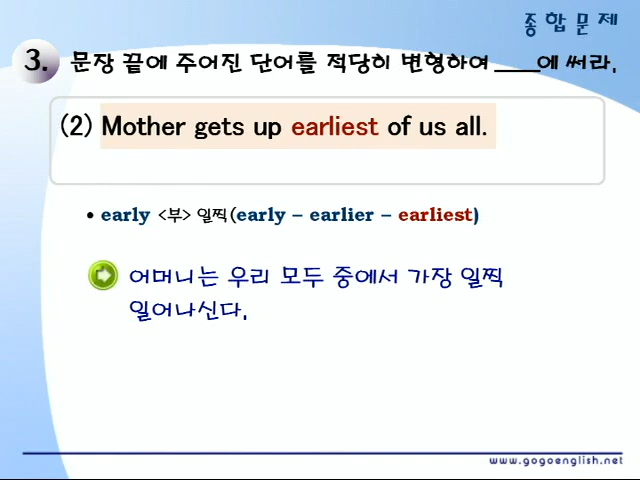 종합문제
3. 문장 끝에 주어진 단어를 적당히 변형하여 ____에 써라.
(2) Mother gets up earliest of us all.
• early <부> 일찍(early – earlier – earliest)
어머니는 우리 모두 중에서 가장 일찍
일어나신다.
www.gogoenglish.net